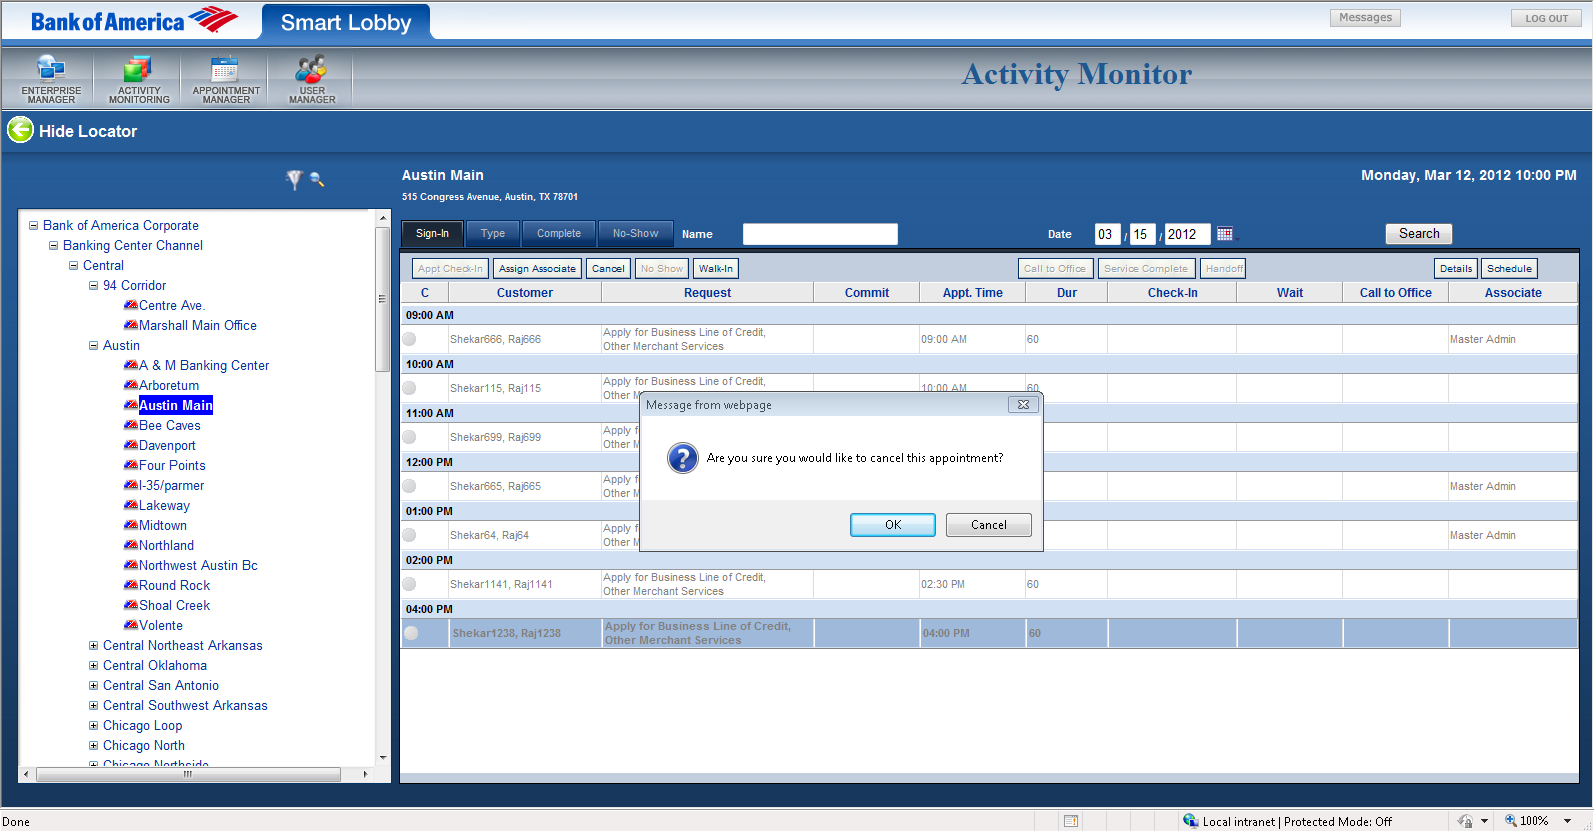 Bank of America
Smart Lobby
Messages
LOG OUT
ENTERPRISE
MANAGER
ACTIVITY
MONITORING
APPOINTMENT
MANAGER
USER
MANAGER
Activity Monitor
Hide Locator
Austin Main
Monday, Mar 12, 2012 10:00 PM
515 Congress Avenue, Austin, TX 78701
Bank of America Corporate
Banking Center Channel
Central
94 Corridor
Centre Ave.
Marshall Main Office
Austin
A & M Banking Center
Arboretum
Austin Main
Bee Caves
Davenport
Four Points
I-35/parmer
Lakeway
Midtown
Northland
Northwest Austin Bc
Round Rock
Shoal Creek
Volente
Central Northeast Arkansas
Central Oklahoma
Central San Antonio
Central Southwest Arkansas
Chicago Loop
Chicago North
Chicago Northside
Sign-In Type Complete No-Show Name Date 03 / 15 / 2012 Search
Appt Check-In Assign Associate Cancel No Show Walk-In Call to Office Service Complete Handoff Details Schedule
C Customer Request Commit Appt. Time Dur Check-In Wait Call to Office Associate
09:00 AM
Shekar666, Raj666 Apply for Business Line of Credit, 09:00 AM 60 Master Admin
Other Merchant Services
10:00 AM
Shekar115, Raj115 Apply for Business Line of Credit, 10:00 AM 60
Other M
11:00 AM
Shekar699, Raj699 Apply f
Other M
12:00 PM
Shekar665, Raj665 Apply f Master Admin
Other M
01:00 PM
Shekar64, Raj64 Apply f Master Admin
Other M
02:00 PM
Shekar1141, Raj1141 Apply for Business Line of Credit, 02:30 PM 60
Other Merchant Services
04:00 PM
Shekar1238, Raj1238 Apply for Business Line of Credit, 04:00 PM 60
Other Merchant Services
Message from webpage
Are you sure you would like to cancel this appointment?
OK Cancel
Done
Local intranet | Protected Mode: Off
100%